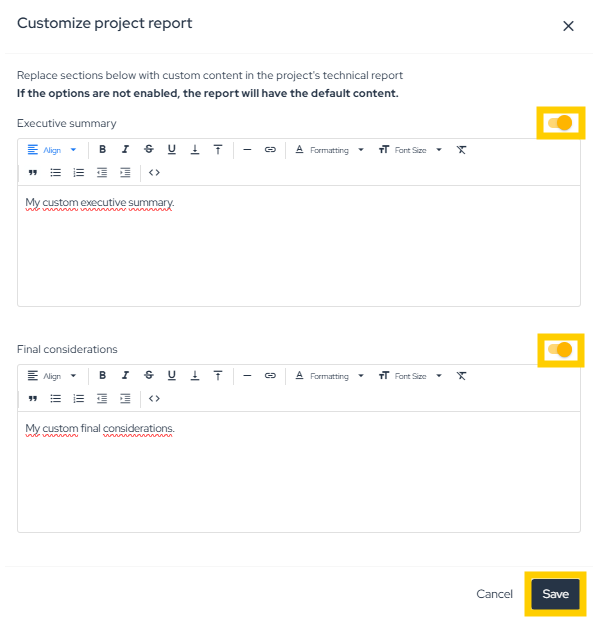 Customize project report
Replace sections below with custom content in the project's technical report
If the options are not enabled, the report will have the default content.
Executive summary
Align B I S U Formatting Font Size
My custom executive summary.
Final considerations
Align B I S U Formatting Font Size
My custom final considerations.
Cancel Save